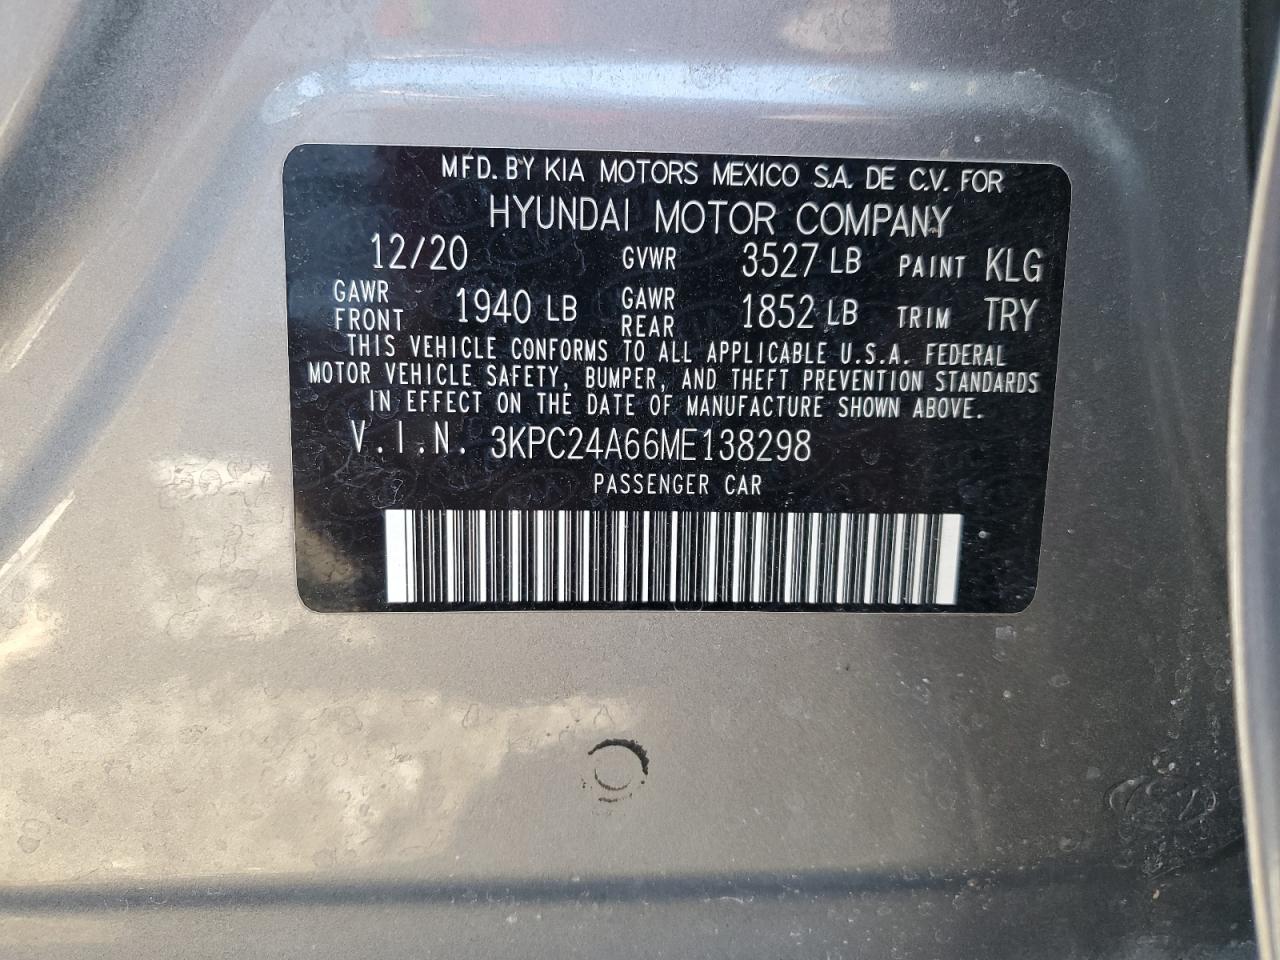 MFD. BY KIA MOTORS MEXICO S.A. DE C.V. FOR
HYUNDAI MOTOR COMPANY
12/20 GVWR 3527 LB PAINT KLG
GAWR FRONT 1940 LB GAWR REAR 1852 LB TRIM TRY
THIS VEHICLE CONFORMS TO ALL APPLICABLE U.S.A. FEDERAL
MOTOR VEHICLE SAFETY, BUMPER, AND THEFT PREVENTION STANDARDS
IN EFFECT ON THE DATE OF MANUFACTURE SHOWN ABOVE.
V.I.N. 3KPC24A66ME138298
PASSENGER CAR